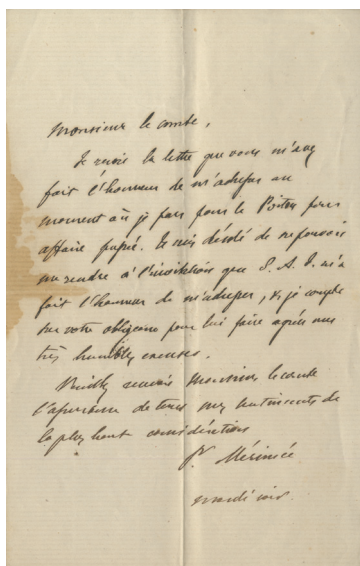 Monsieur le comte,
Je reçois la lettre que vous m'avez
fait l'honneur de m'adresser au
moment où je pars pour le Poitou pour
affaire. Je suis désolé de ne pouvoir
me rendre à l'invitation que S. A. I. m'a
fait l'honneur de m'adresser, & je compte
sur votre obligeance pour lui faire agréer mes
très humbles excuses.
Veuillez recevoir Monsieur le comte
l'expression de tous mes sentiments de
la plus haute considération
Pr Mérimée
mardi soir.